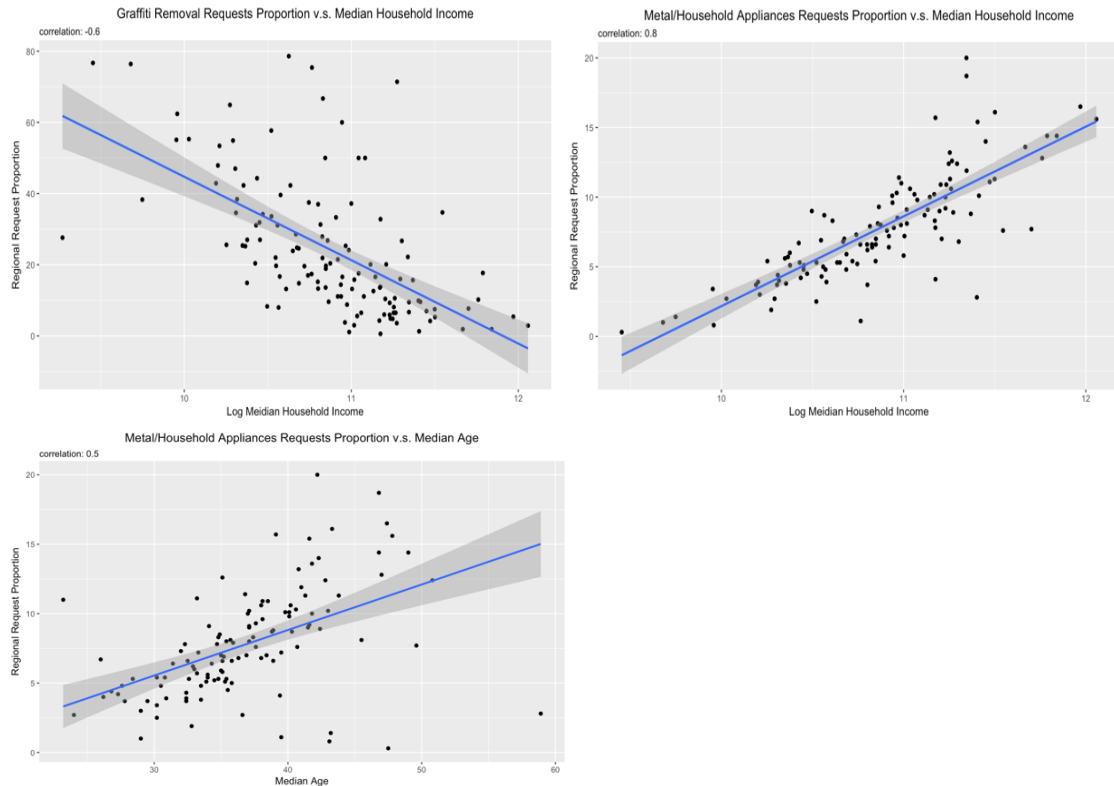 Graffiti Removal Requests Proportion v.s. Median Household Income
correlation: -0.6
80
60
40
20
0
Regional Request Proportion
10 11 12
Log Meidian Household Income
Metal/Household Appliances Requests Proportion v.s. Median Household Income
correlation: 0.8
20
15
10
5
0
Regional Request Proportion
10 11 12
Log Meidian Household Income
Metal/Household Appliances Requests Proportion v.s. Median Age
correlation: 0.5
20
15
10
5
0
Regional Request Proportion
30 40 50 60
Median Age